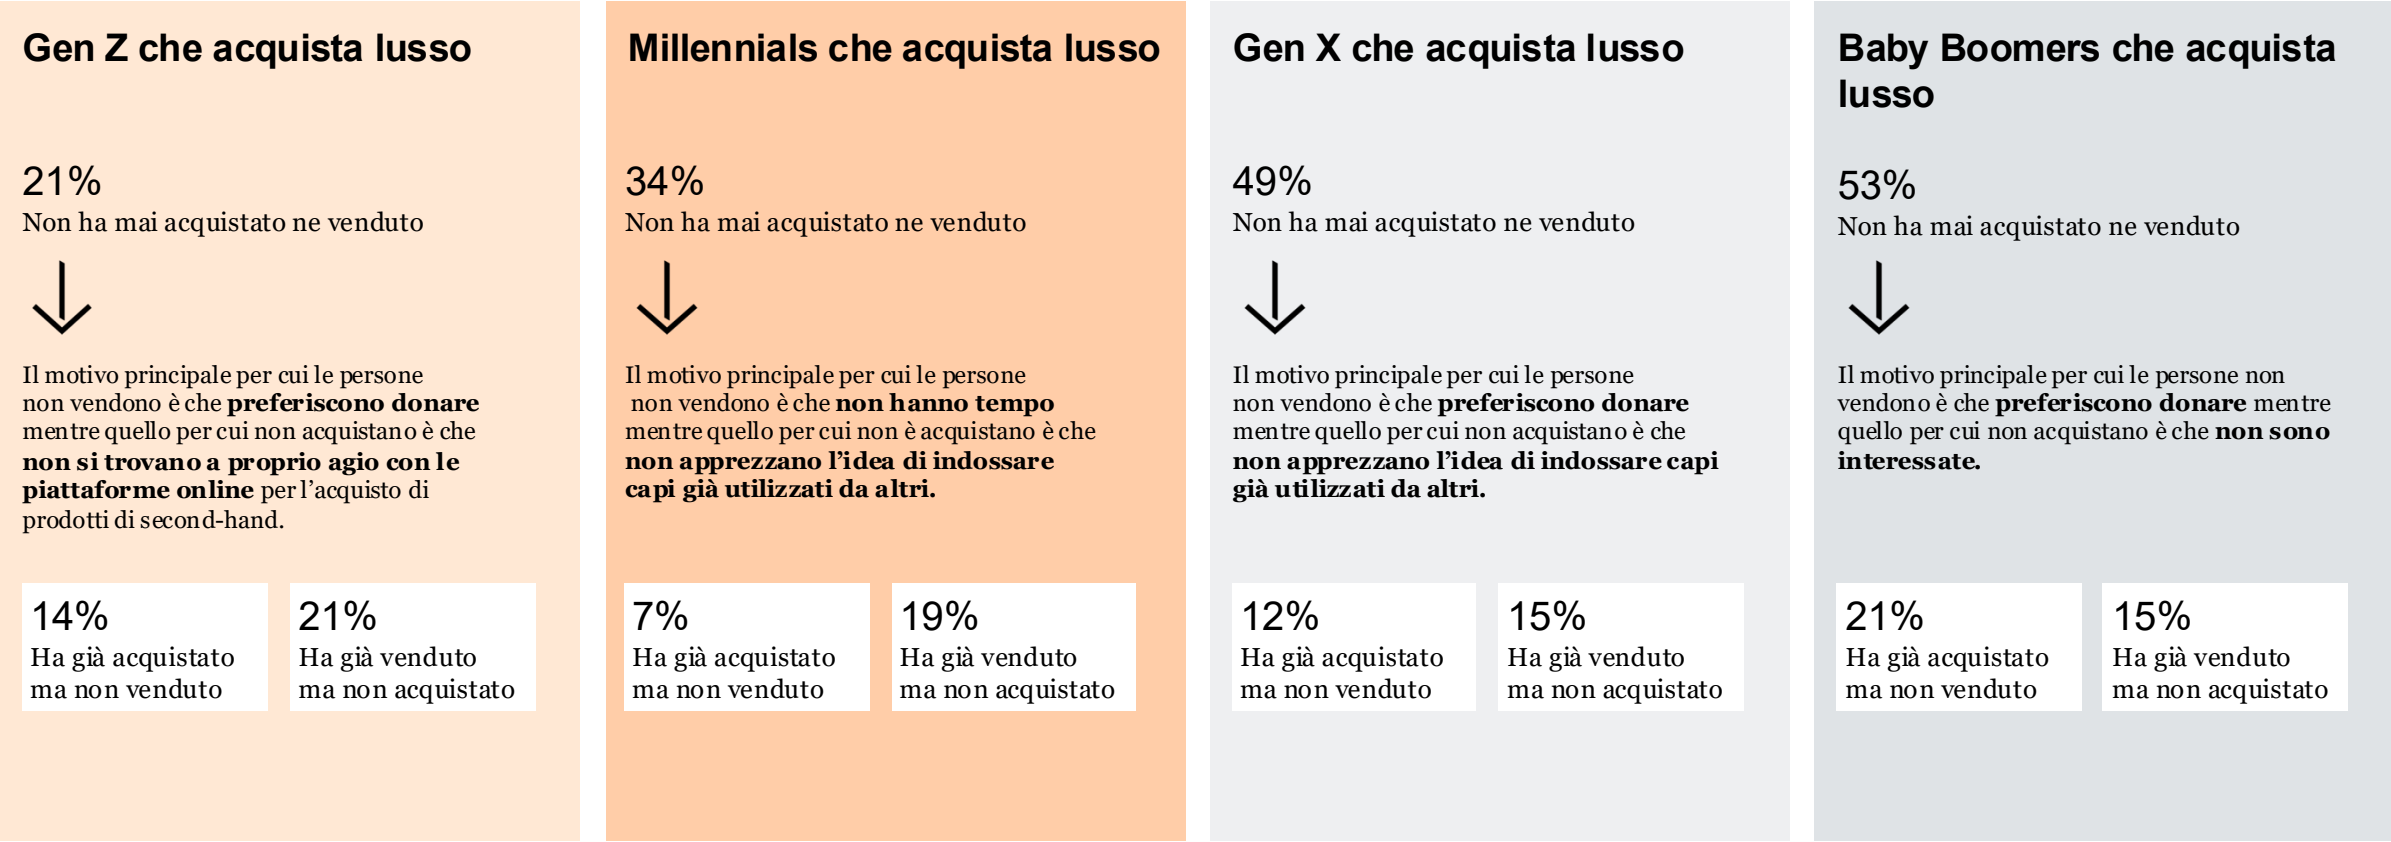 Gen Z che acquista lusso
21%
Non ha mai acquistato ne venduto
Il motivo principale per cui le persone
non vendono è che preferiscono donare
mentre quello per cui non acquistano è che
non si trovano a proprio agio con le
piattaforme online per l'acquisto di
prodotti di second-hand.
14%
Ha già acquistato
ma non venduto
21%
Ha già venduto
ma non acquistato
Millennials che acquista lusso
34%
Non ha mai acquistato ne venduto
Il motivo principale per cui le persone
non vendono è che non hanno tempo
mentre quello per cui non è acquistano è che
non apprezzano l'idea di indossare
capi già utilizzati da altri.
7%
Ha già acquistato
ma non venduto
19%
Ha già venduto
ma non acquistato
Gen X che acquista lusso
49%
Non ha mai acquistato ne venduto
Il motivo principale per cui le persone
non vendono è che preferiscono donare
mentre quello per cui non acquistano è che
non apprezzano l'idea di indossare capi
già utilizzati da altri.
12%
Ha già acquistato
ma non venduto
15%
Ha già venduto
ma non acquistato
Baby Boomers che acquista
lusso
53%
Non ha mai acquistato ne venduto
Il motivo principale per cui le persone non
vendono è che preferiscono donare mentre
quello per cui non acquistano è che non sono
interessate.
21%
Ha già acquistato
ma non venduto
15%
Ha già venduto
ma non acquistato